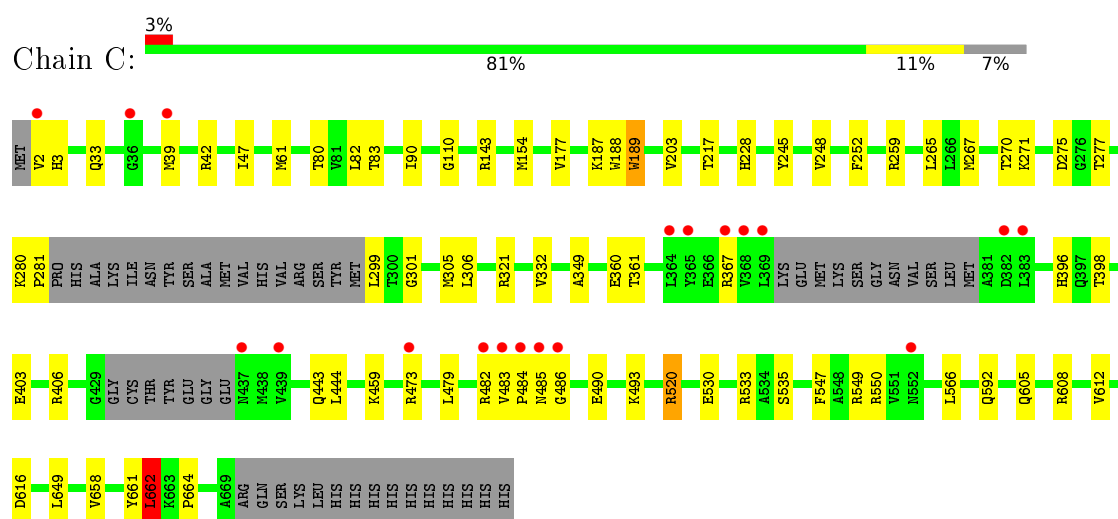 3%
Chain C:
81% 11% 7%
MET V2 H3 Q33 G36 M39 R42 I47 M61 T80 V81 L82 T83 I90 G110 R143 M154 V177 K187 W188 W189 V203 T217 H228 Y245 V248 F252 R259 L265 L266 M267 T270 K271 D275 G276 T277
K280 P281 PRO HIS ALA LYS ILE ASN TYR SER ALA MET VAL HIS VAL ARG SER TYR MET L299 T300 G301 M305 L306 R321 V332 A349 E360 T361 L364 Y365 E366 R367 V368 L369 LYS GLU MET LYS SER GLY ASN VAL SER LEU MET A381 D382 L383 H396 Q397 T398
E403 R406 G429 GLY CYS THR TYR GLU GLY GLU N437 M438 V439 Q443 L444 K459 R473 L479 R482 V483 P484 N485 G486 E490 K493 R520 E530 R533 A534 S535 F547 A548 R549 R550 V551 N552 L566 Q592 Q605 R608 V612
D616 L649 V658 Y661 L662 K663 P664 A669 ARG GLN SER LYS LEU HIS HIS HIS HIS HIS HIS HIS HIS HIS HIS